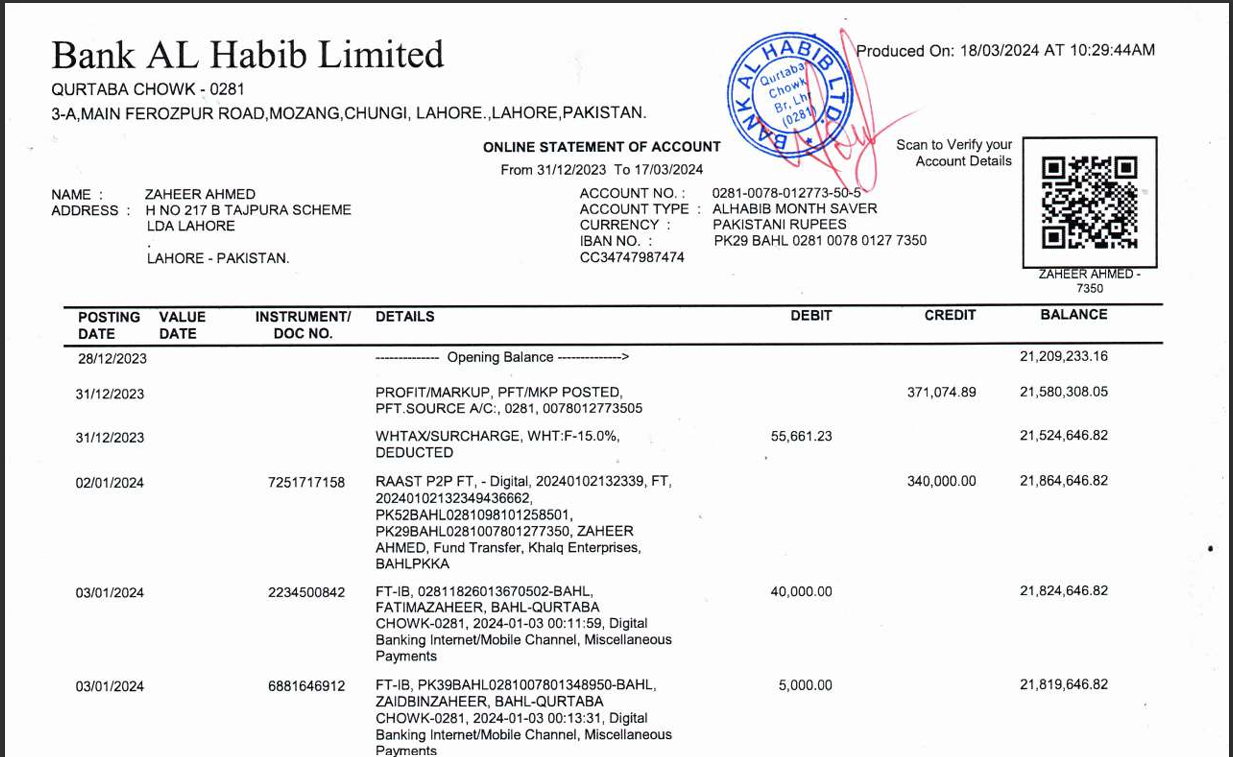 Bank AL Habib Limited
Produced On: 18/03/2024 AT 10:29:44AM
QURTABA CHOWK - 0281
3-A,MAIN FEROZPUR ROAD,MOZANG,CHUNGI, LAHORE.,LAHORE,PAKISTAN.
BANK AL HABIB LTD.
Qurtaba
Chowk
Br, Lhr
(0281)
ONLINE STATEMENT OF ACCOUNT
From 31/12/2023 To 17/03/2024
Scan to Verify your
Account Details
NAME : ZAHEER AHMED
ADDRESS : H NO 217 B TAJPURA SCHEME
LDA LAHORE
.
LAHORE - PAKISTAN.
ACCOUNT NO. : 0281-0078-012773-50-5
ACCOUNT TYPE : ALHABIB MONTH SAVER
CURRENCY : PAKISTANI RUPEES
IBAN NO. : PK29 BAHL 0281 0078 0127 7350
CC34747987474
ZAHEER AHMED -
7350
POSTING DATE VALUE DATE INSTRUMENT/ DOC NO. DETAILS DEBIT CREDIT BALANCE
28/12/2023 -------------- Opening Balance --------------> 21,209,233.16
31/12/2023 PROFIT/MARKUP, PFT/MKP POSTED, 371,074.89 21,580,308.05
PFT.SOURCE A/C:, 0281, 0078012773505
31/12/2023 WHTAX/SURCHARGE, WHT:F-15.0%, 55,661.23 21,524,646.82
DEDUCTED
02/01/2024 7251717158 RAAST P2P FT, - Digital, 20240102132339, FT, 340,000.00 21,864,646.82
20240102132349436662,
PK52BAHL0281098101258501,
PK29BAHL0281007801277350, ZAHEER
AHMED, Fund Transfer, Khalq Enterprises,
BAHLPKKA
03/01/2024 2234500842 FT-IB, 02811826013670502-BAHL, 40,000.00 21,824,646.82
FATIMAZAHEER, BAHL-QURTABA
CHOWK-0281, 2024-01-03 00:11:59, Digital
Banking Internet/Mobile Channel, Miscellaneous
Payments
03/01/2024 6881646912 FT-IB, PK39BAHL0281007801348950-BAHL, 5,000.00 21,819,646.82
ZAIDBINZAHEER, BAHL-QURTABA
CHOWK-0281, 2024-01-03 00:13:31, Digital
Banking Internet/Mobile Channel, Miscellaneous
Payments